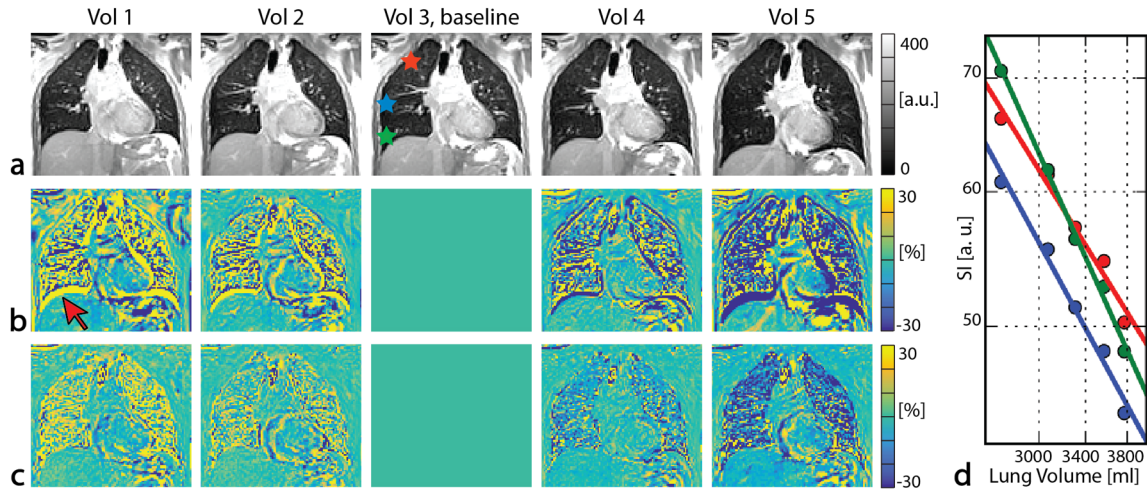 Vol 1 Vol 2 Vol 3, baseline Vol 4 Vol 5
400
[a.u.]
0
a
30
[%]
-30
b
30
[%]
-30
c
70
60
50
SI [a. u.]
3000 3400 3800
Lung Volume [ml]
d